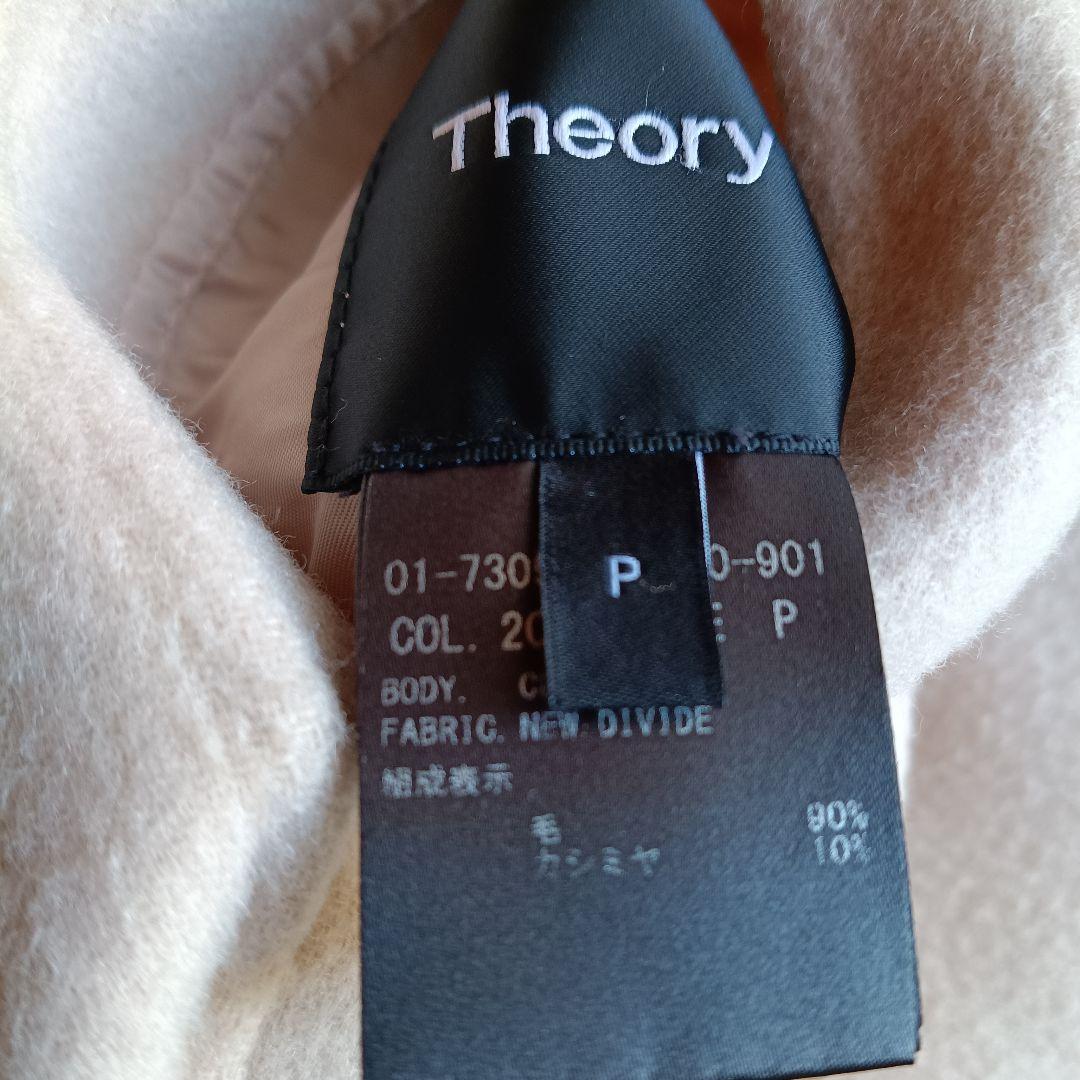 Theory
P
01-7309 0-901
COL. 20 E P
BODY.
FABRIC. NEW DIVIDE
組成表示
毛 90%
カシミヤ 10%